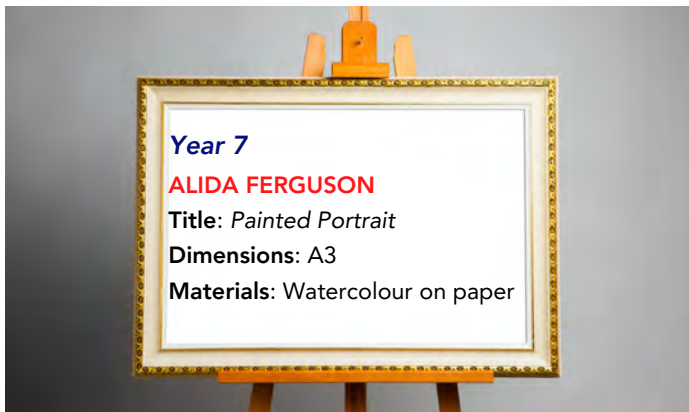 Year 7
ALIDA FERGUSON
Title: Painted Portrait
Dimensions: A3
Materials: Watercolour on paper